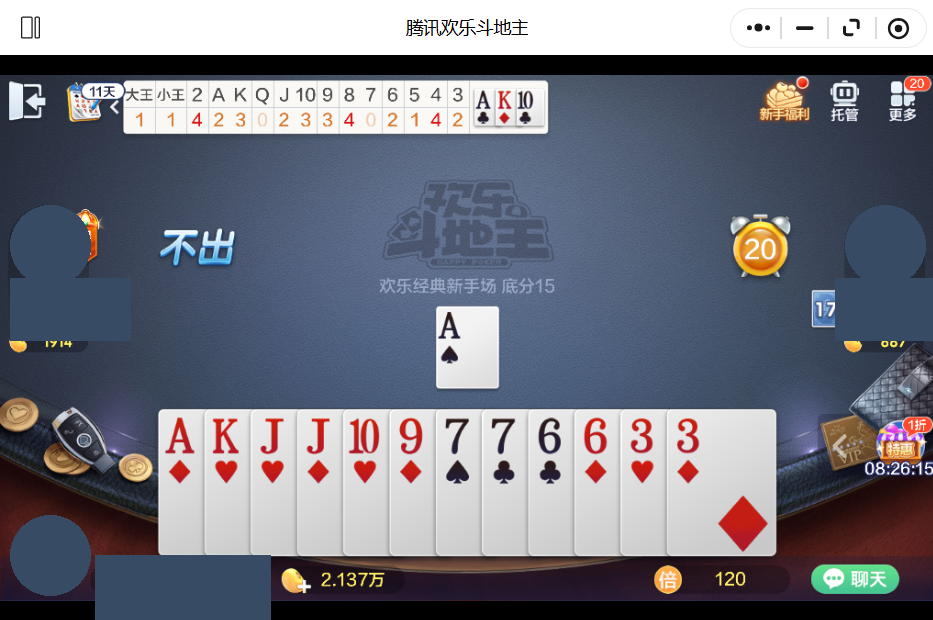 腾讯欢乐斗地主
11天
大王 小王 2 A K Q J 10 9 8 7 6 5 4 3
1 1 4 2 3 0 2 3 3 4 0 2 1 4 2
A K 10
新手福利
托管
20
更多
不出
20
欢乐
斗地主
HAPPY POKER
欢乐经典新手场 底分15
17
1914
887
A
A K J J 10 9 7 7 6 6 3 3
VIP
1折
特惠
08:26:15
2.137万
倍 120
聊天